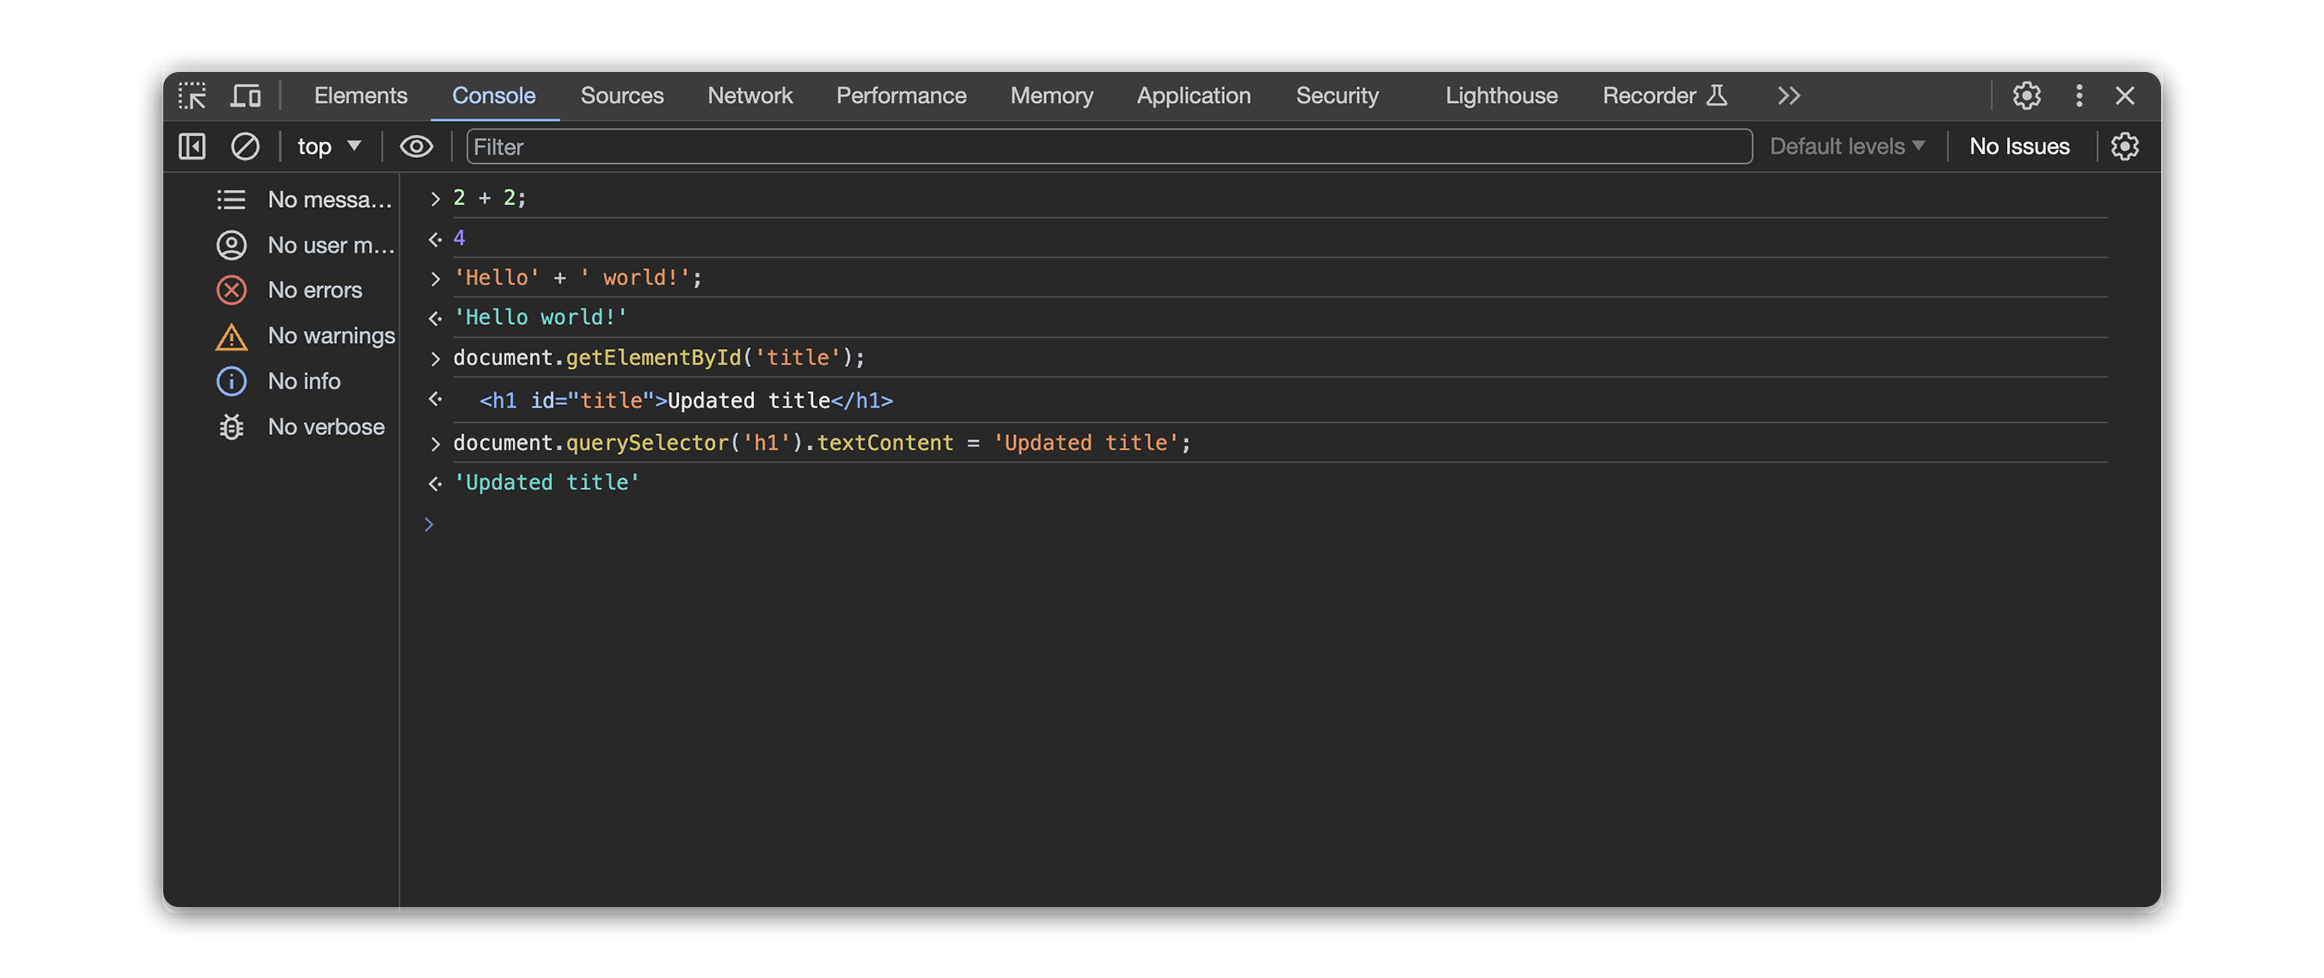 Elements Console Sources Network Performance Memory Application Security Lighthouse Recorder
top Filter Default levels No Issues
No messa...
No user m...
No errors
No warnings
No info
No verbose
> 2 + 2;
4
> 'Hello' + ' world!';
'Hello world!'
> document.getElementById('title');
<h1 id="title">Updated title</h1>
> document.querySelector('h1').textContent = 'Updated title';
'Updated title'
>